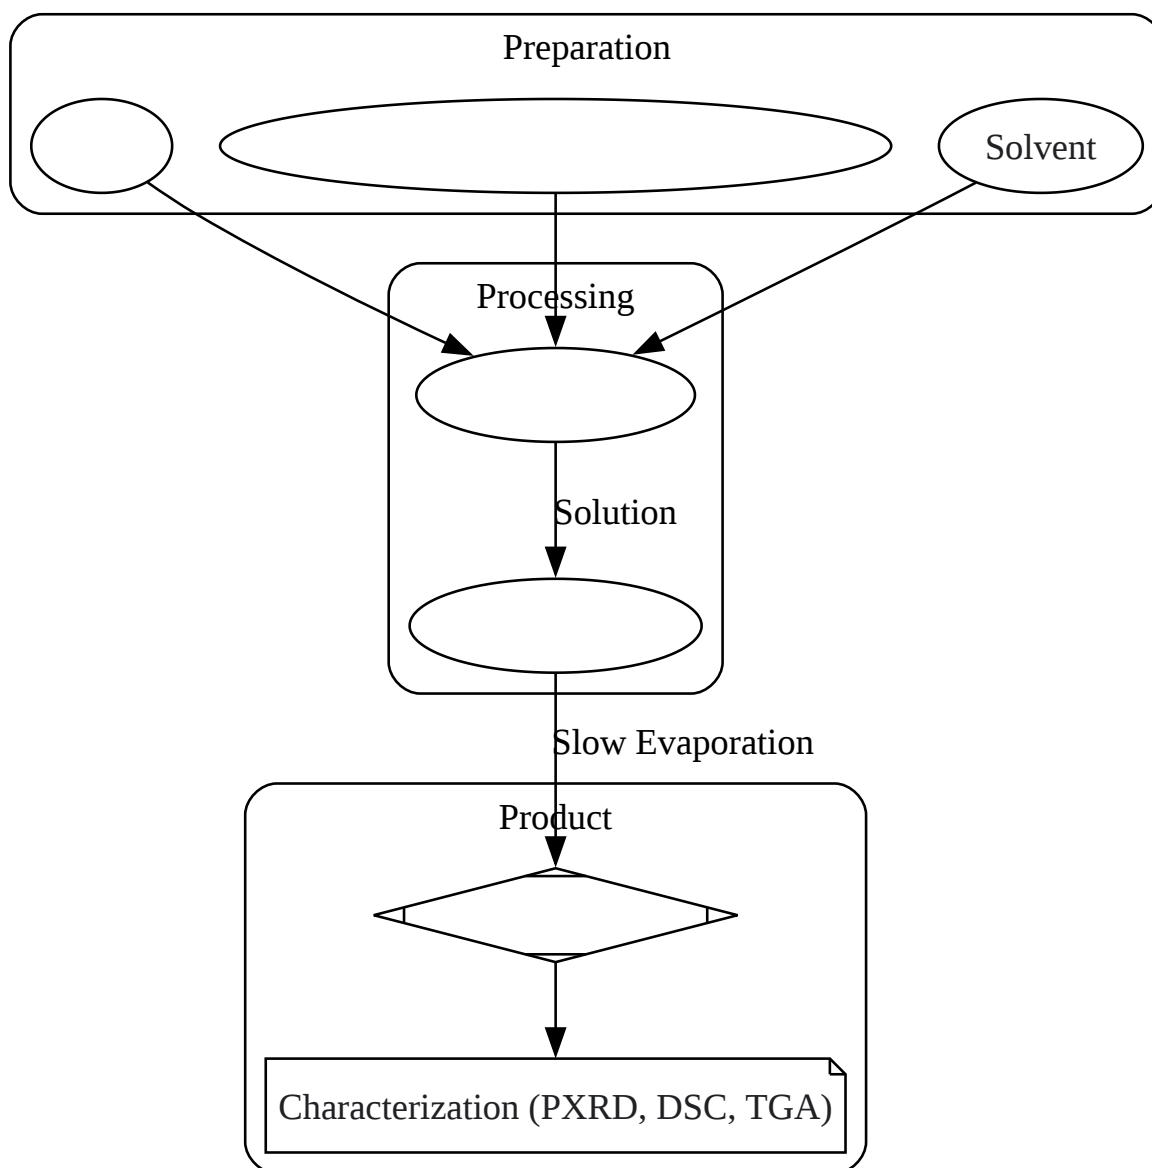 Preparation
Solvent
Processing
Solution
Slow Evaporation
Product
Characterization (PXRD, DSC, TGA)